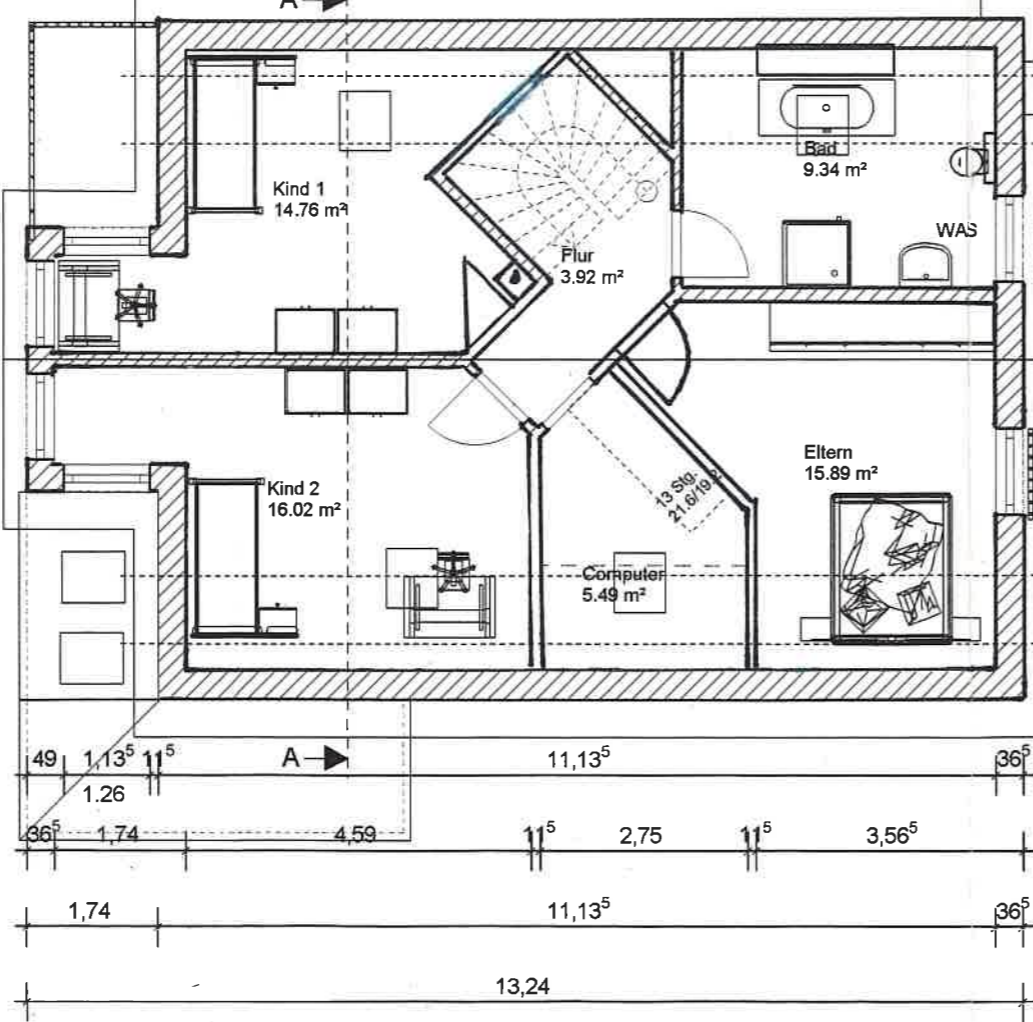 A
Kind 1
14.76 m²
Bad
9.34 m²
WAS
Flur
3.92 m²
Eltern
15.89 m²
Kind 2
16.02 m²
13 Stg.
21.6/19.2
Computer
5.49 m²
A
49 1,13⁵ 11⁵ 11,13⁵ 36⁵
1.26
36⁵ 1,74 4,59 11⁵ 2,75 11⁵ 3,56⁵
1,74 11,13⁵ 36⁵
13,24